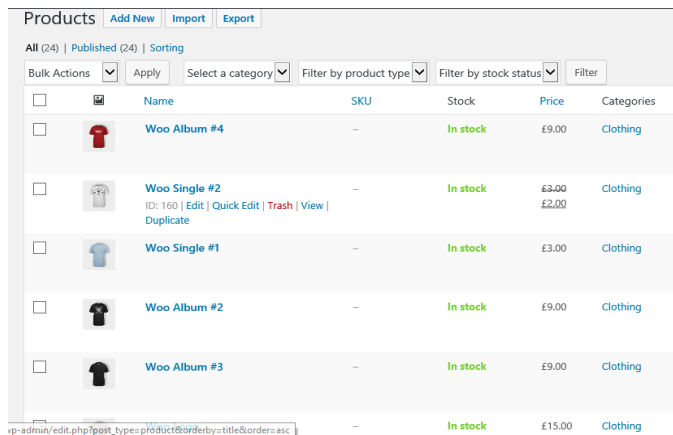 Products Add New Import Export
All (24) | Published (24) | Sorting
Bulk Actions Apply Select a category Filter by product type Filter by stock status Filter
Name SKU Stock Price Categories
Woo Album #4 – In stock £9.00 Clothing
Woo Single #2 – In stock £3.00 Clothing
ID: 160 | Edit | Quick Edit | Trash | View | £2.00
Duplicate
Woo Single #1 – In stock £3.00 Clothing
Woo Album #2 – In stock £9.00 Clothing
Woo Album #3 – In stock £9.00 Clothing
– In stock £15.00 Clothing
wp-admin/edit.php?post_type=product&orderby=title&order=asc